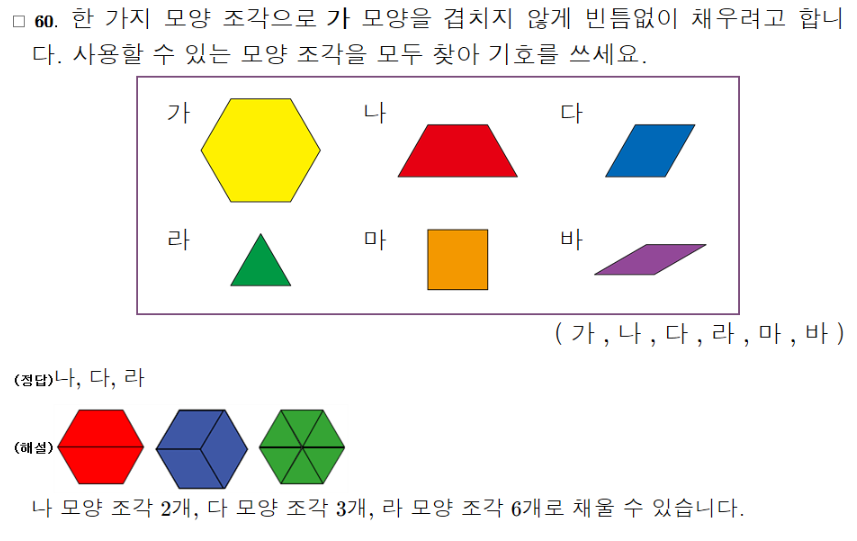 □ 60. 한 가지 모양 조각으로 가 모양을 겹치지 않게 빈틈없이 채우려고 합니
다. 사용할 수 있는 모양 조각을 모두 찾아 기호를 쓰세요.
가 나 다
라 마 바
( 가 , 나 , 다 , 라 , 마 , 바 )
(정답)나, 다, 라
(해설)
나 모양 조각 2개, 다 모양 조각 3개, 라 모양 조각 6개로 채울 수 있습니다.